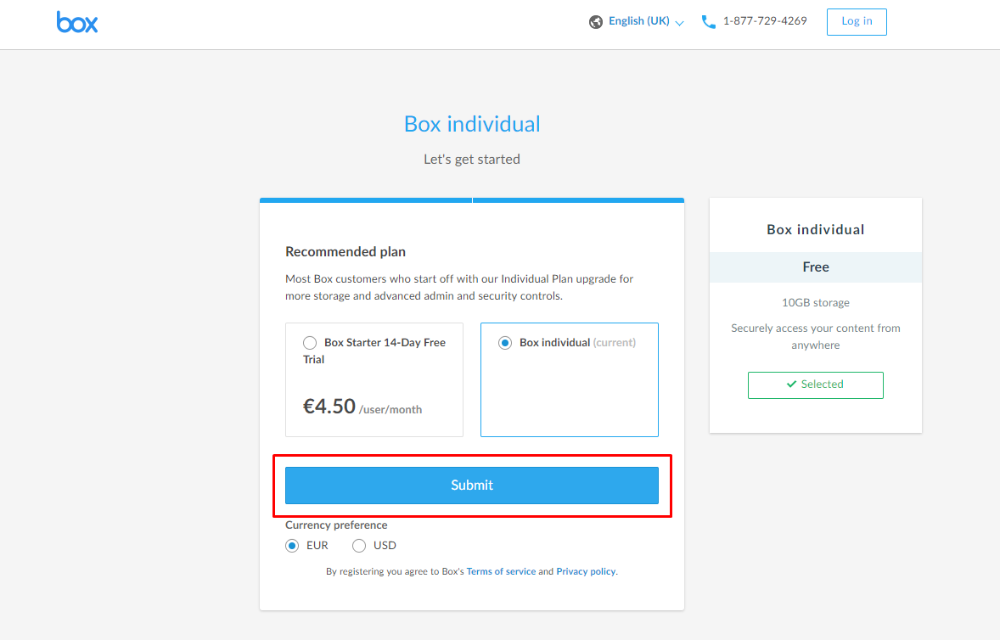 box
English (UK)
1-877-729-4269
Log in
Box individual
Let's get started
Recommended plan
Most Box customers who start off with our Individual Plan upgrade for
more storage and advanced admin and security controls.
Box Starter 14-Day Free
Trial
€4.50 /user/month
Box individual (current)
Submit
Currency preference
EUR
USD
By registering you agree to Box's Terms of service and Privacy policy.
Box individual
Free
10GB storage
Securely access your content from
anywhere
Selected